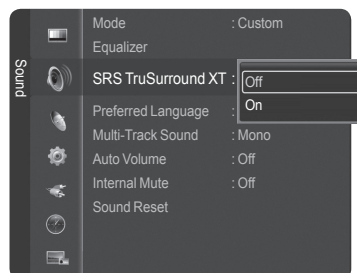 Sound
Mode : Custom
Equalizer
SRS TruSurround XT :
Off
On
Preferred Language :
Multi-Track Sound : Mono
Auto Volume : Off
Internal Mute : Off
Sound Reset